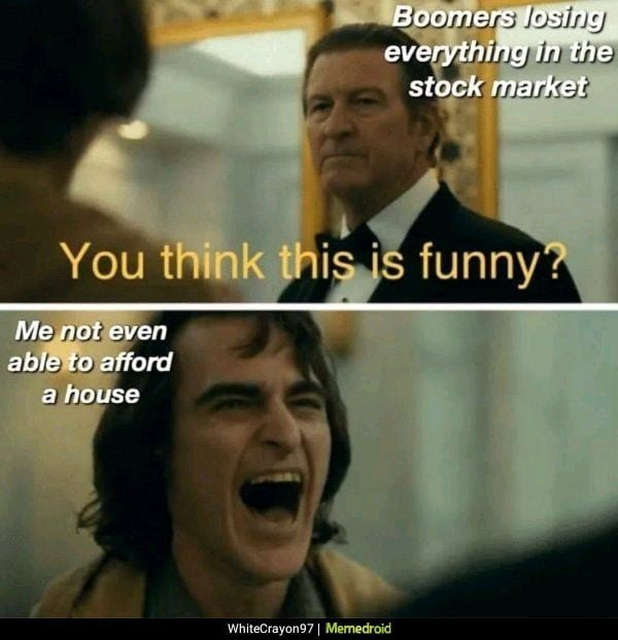 Boomers losing
everything in the
stock market
You think this is funny?
Me not even
able to afford
a house
WhiteCrayon97 | Memedroid